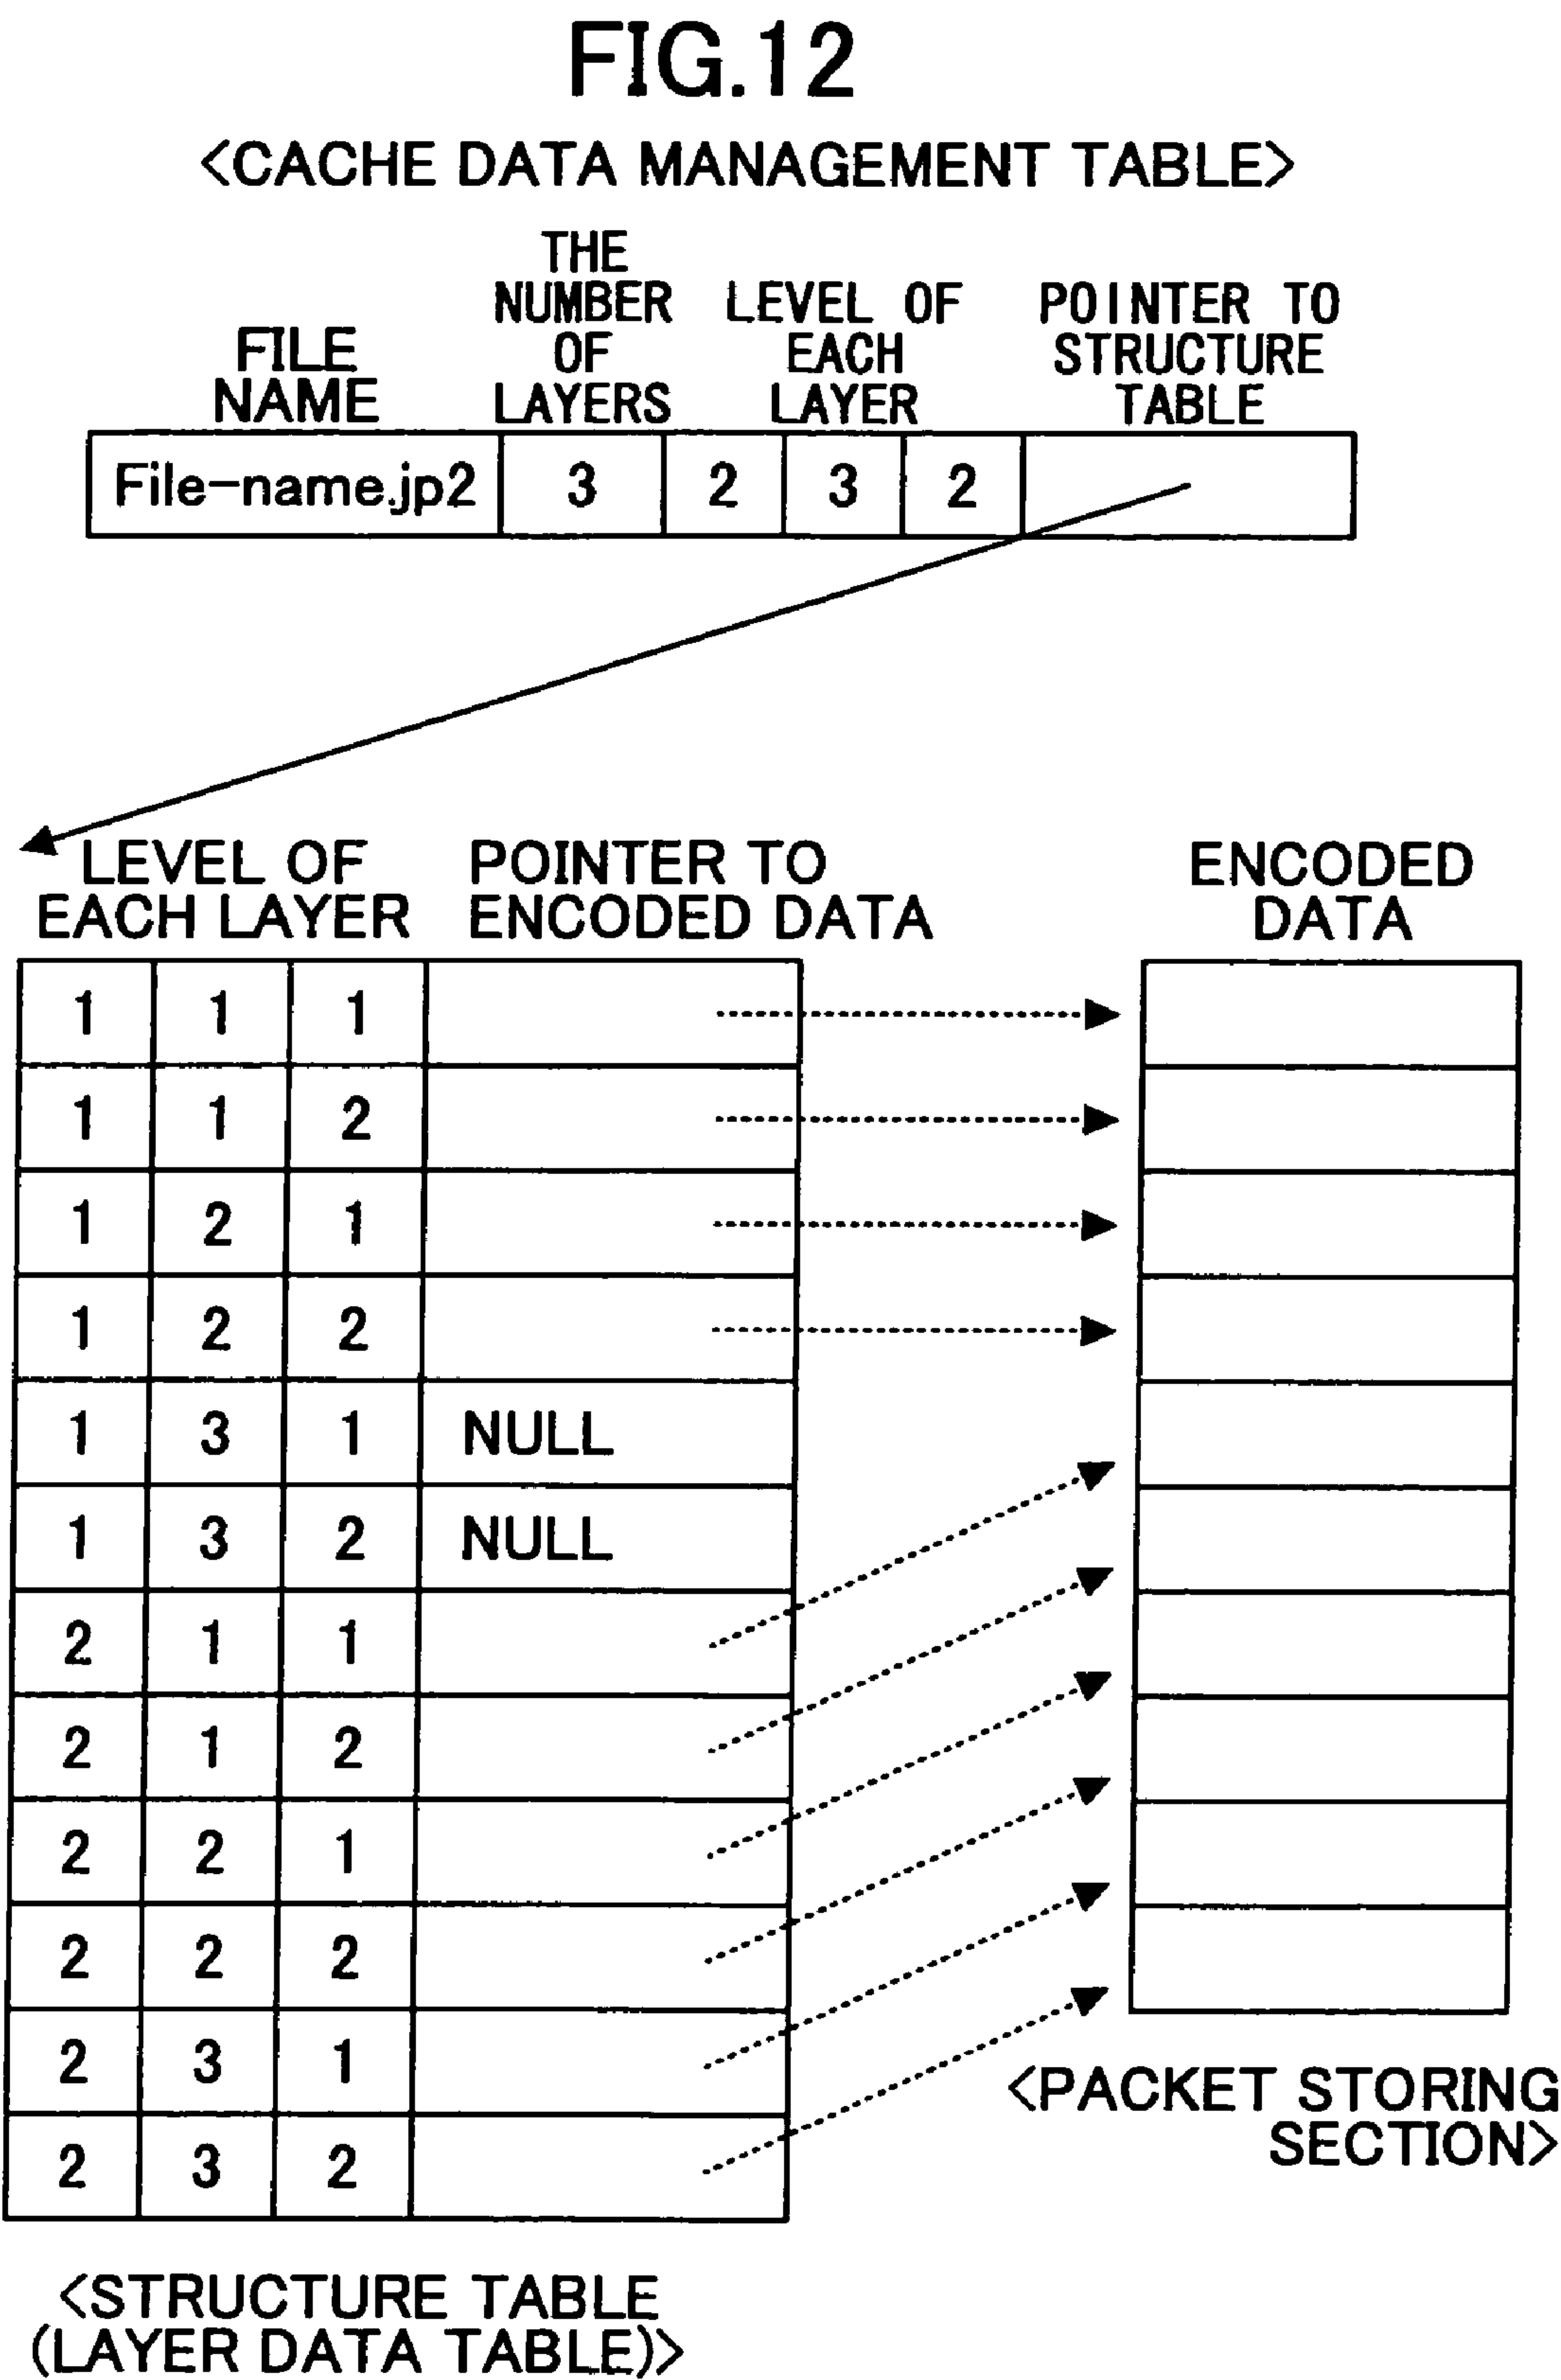 FIG.12
<CACHE DATA MANAGEMENT TABLE>
FILE
NAME
THE
NUMBER
OF
LAYERS
LEVEL OF
EACH
LAYER
POINTER TO
STRUCTURE
TABLE
File-name.jp2 3 2 3 2
LEVEL OF
EACH LAYER
POINTER TO
ENCODED DATA
ENCODED
DATA
1 1 1
1 1 2
1 2 1
1 2 2
1 3 1 NULL
1 3 2 NULL
2 1 1
2 1 2
2 2 1
2 2 2
2 3 1
2 3 2
<PACKET STORING
SECTION>
<STRUCTURE TABLE
(LAYER DATA TABLE)>